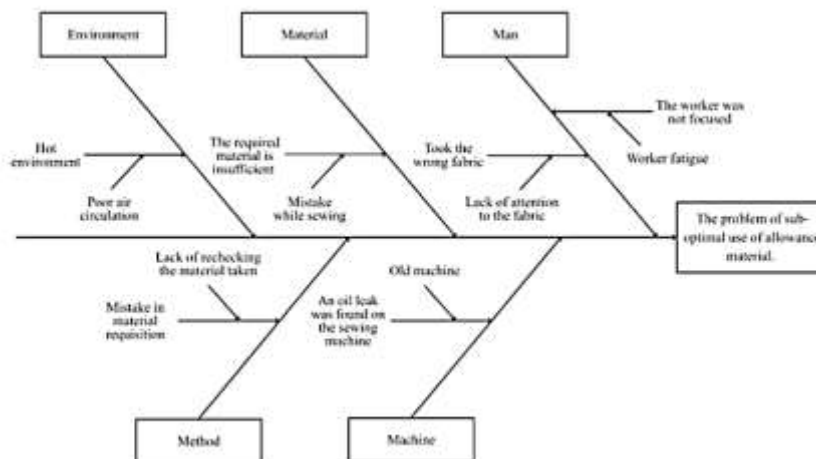 Environment
Material
Man
The worker was
not focused
Hot
environment
The required
material is
insufficient
Took the
wrong fabric
Worker fatigue
Poor air
circulation
Mistake
while sewing
Lack of attention
to the fabric
The problem of sub-
optimal use of allowance
material.
Lack of rechecking
the material taken
Old machine
Mistake in
material
requisition
An oil leak
was found on
the sewing
machine
Method
Machine